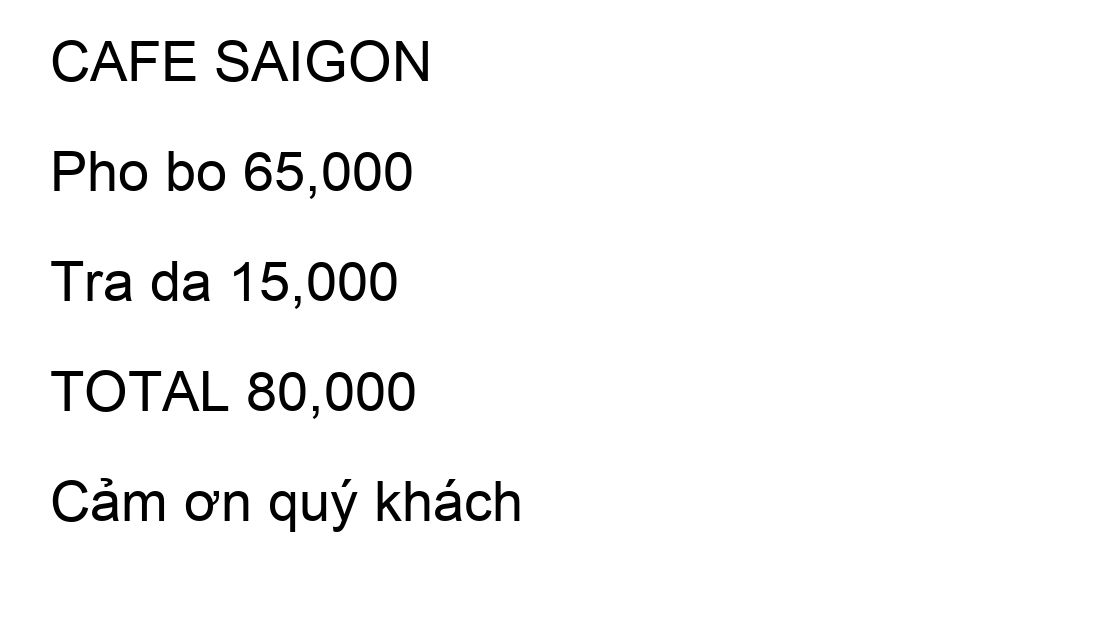 CAFE SAIGON
Pho bo 65,000
Tra da 15,000
TOTAL 80,000
Cảm ơn quý khách